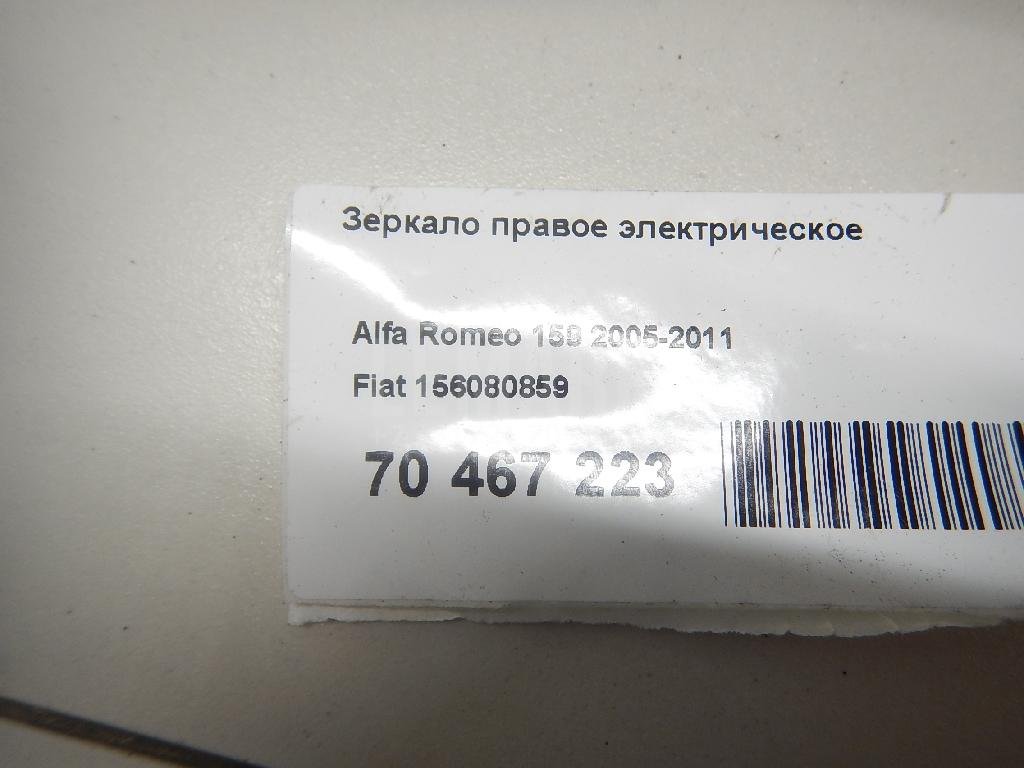 Зеркало правое электрическое
Alfa Romeo 159 2005-2011
Fiat 156080859
70 467 223